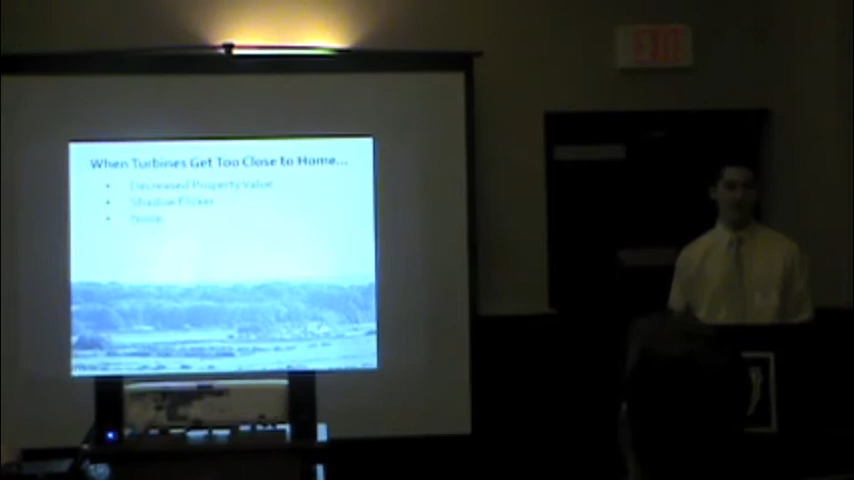 EXIT
When Turbines Get Too Close to Home...
• Decreased Property Value
• Shadow Flicker
• Noise